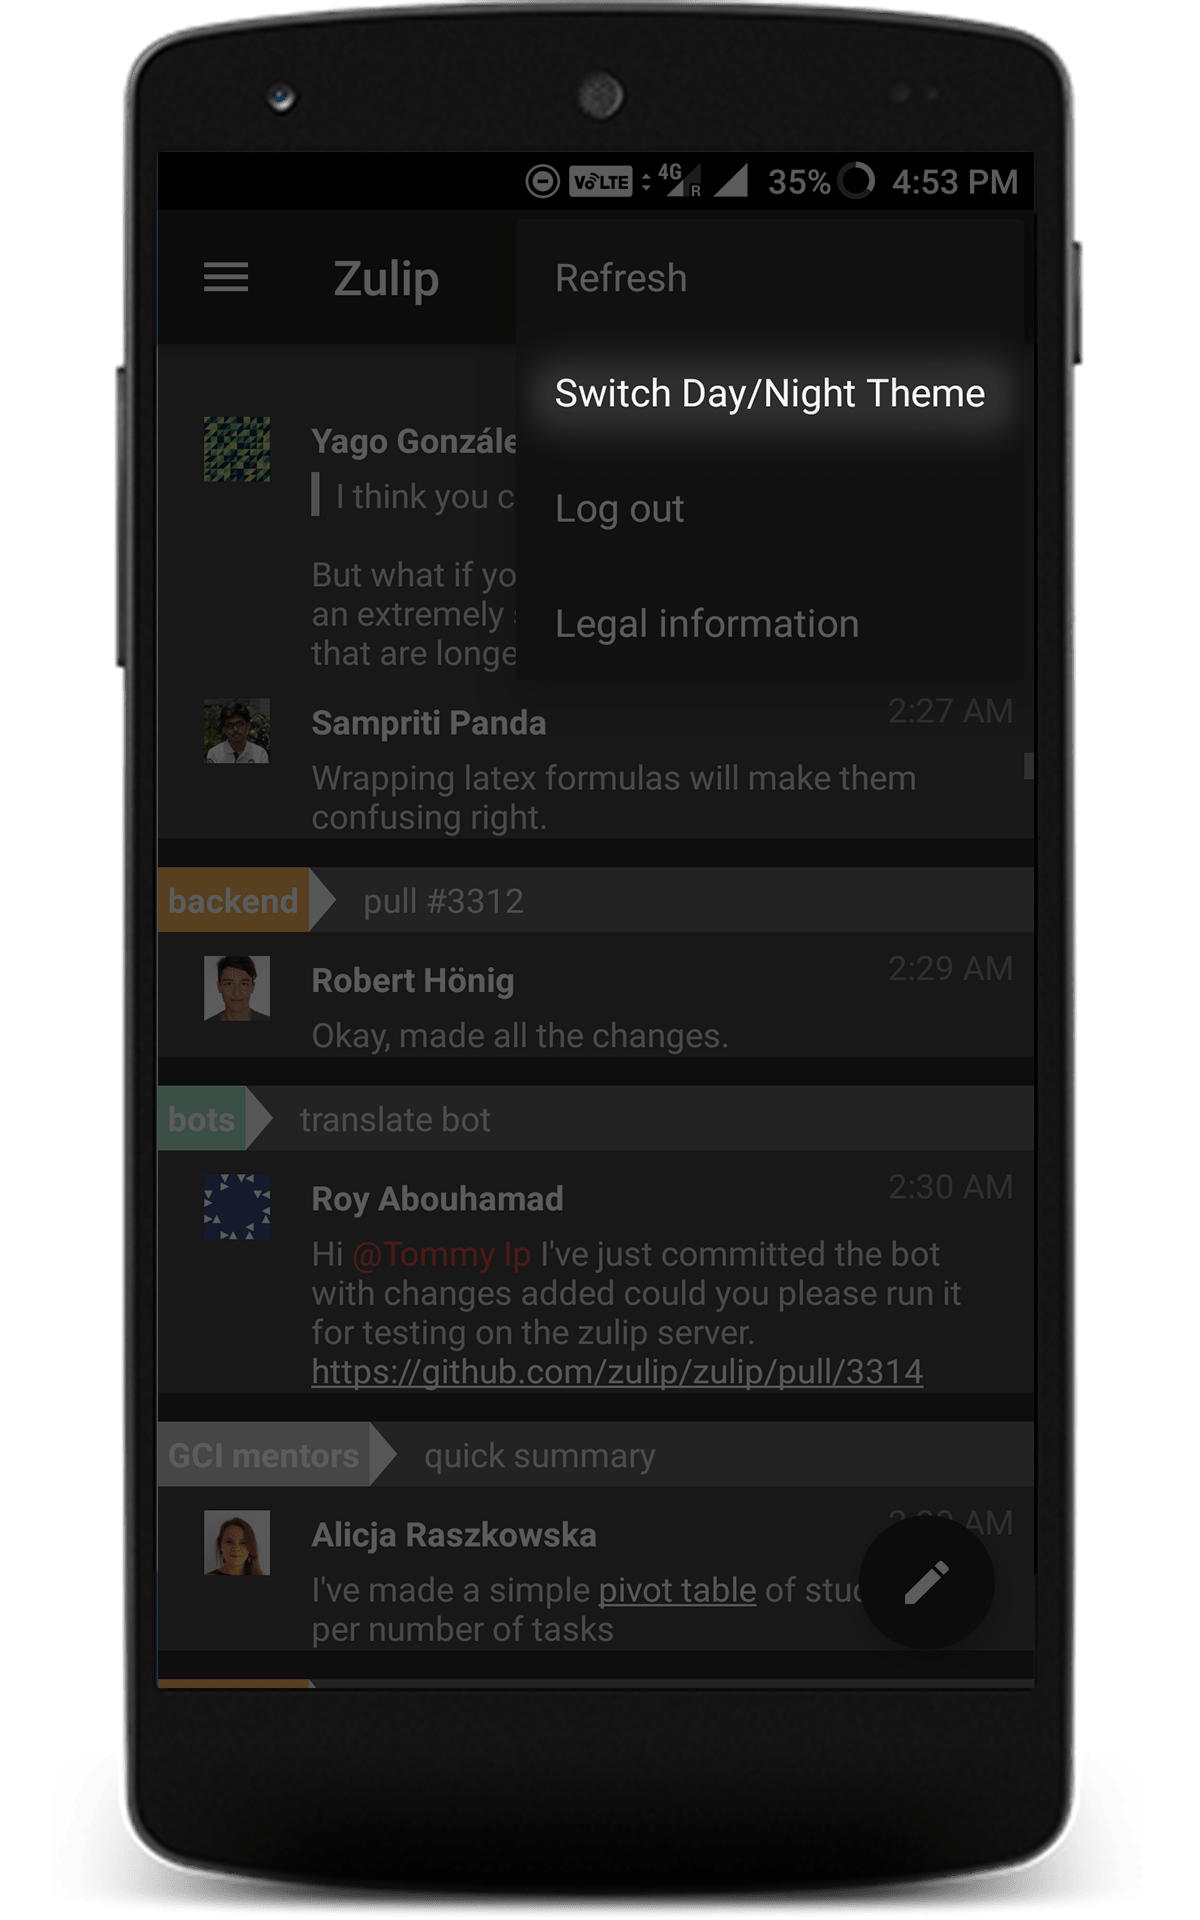 VoLTE 4G R 35% 4:53 PM
Zulip
Refresh
Switch Day/Night Theme
Log out
Legal information
Yago Gonzále
I think you c
But what if yo
an extremely
that are longe
Sampriti Panda 2:27 AM
Wrapping latex formulas will make them
confusing right.
backend pull #3312
Robert Hönig 2:29 AM
Okay, made all the changes.
bots translate bot
Roy Abouhamad 2:30 AM
Hi @Tommy Ip I've just committed the bot
with changes added could you please run it
for testing on the zulip server.
https://github.com/zulip/zulip/pull/3314
GCI mentors quick summary
Alicja Raszkowska AM
I've made a simple pivot table of stud
per number of tasks